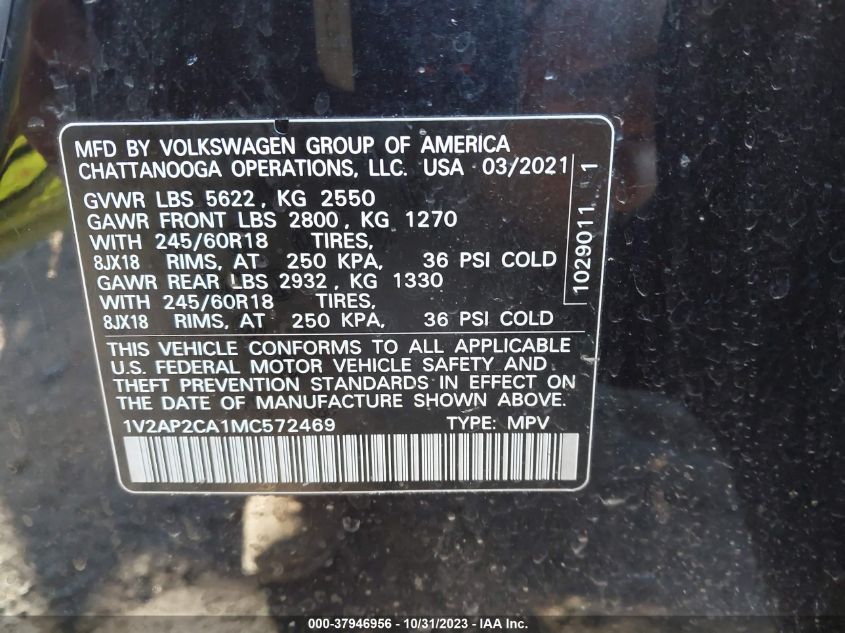 MFD BY VOLKSWAGEN GROUP OF AMERICA
CHATTANOOGA OPERATIONS, LLC. USA 03/2021
GVWR LBS 5622, KG 2550
GAWR FRONT LBS 2800, KG 1270
WITH 245/60R18 TIRES,
8JX18 RIMS, AT 250 KPA, 36 PSI COLD
GAWR REAR LBS 2932, KG 1330
WITH 245/60R18 TIRES,
8JX18 RIMS, AT 250 KPA, 36 PSI COLD
1029011 1
THIS VEHICLE CONFORMS TO ALL APPLICABLE
U.S. FEDERAL MOTOR VEHICLE SAFETY AND
THEFT PREVENTION STANDARDS IN EFFECT ON
THE DATE OF MANUFACTURE SHOWN ABOVE.
1V2AP2CA1MC572469 TYPE: MPV
000-37946956 - 10/31/2023 - IAA Inc.